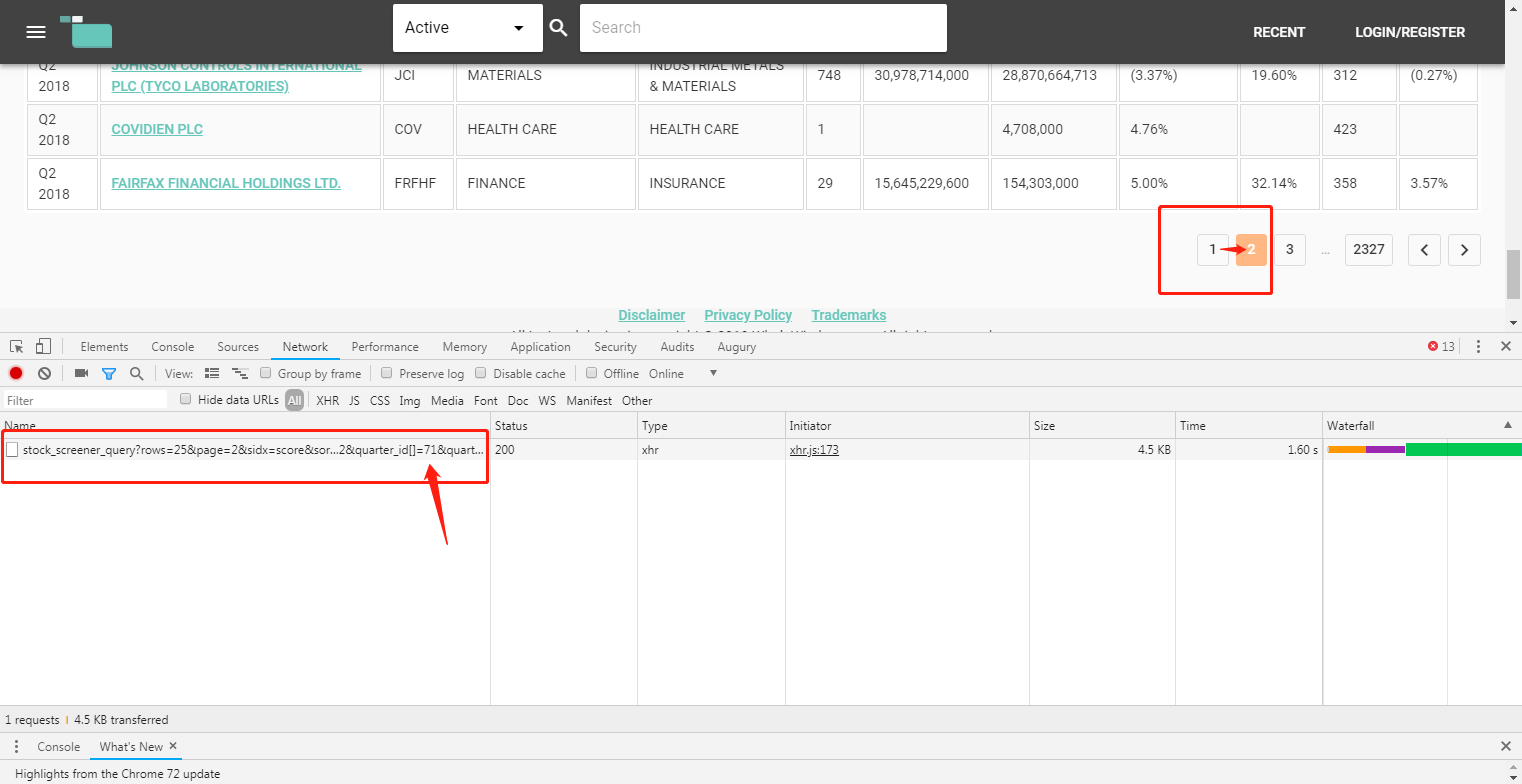 Active
Search
RECENT
LOGIN/REGISTER
Q2 2018 JOHNSON CONTROLS INTERNATIONAL PLC (TYCO LABORATORIES) JCI MATERIALS INDUSTRIAL METALS & MATERIALS 748 30,978,714,000 28,870,664,713 (3.37%) 19.60% 312 (0.27%)
Q2 2018 COVIDIEN PLC COV HEALTH CARE HEALTH CARE 1 4,708,000 4.76% 423
Q2 2018 FAIRFAX FINANCIAL HOLDINGS LTD. FRFHF FINANCE INSURANCE 29 15,645,229,600 154,303,000 5.00% 32.14% 358 3.57%
1 2 3 ... 2327
Disclaimer Privacy Policy Trademarks
Elements Console Sources Network Performance Memory Application Security Audits Augury 13
View: Group by frame Preserve log Disable cache Offline Online
Filter Hide data URLs All XHR JS CSS Img Media Font Doc WS Manifest Other
Name Status Type Initiator Size Time Waterfall
stock_screener_query?rows=25&page=2&sidx=score&sor...2&quarter_id[]=71&quart... 200 xhr xhr.js:173 4.5 KB 1.60 s
1 requests 4.5 KB transferred
Console What's New
Highlights from the Chrome 72 update